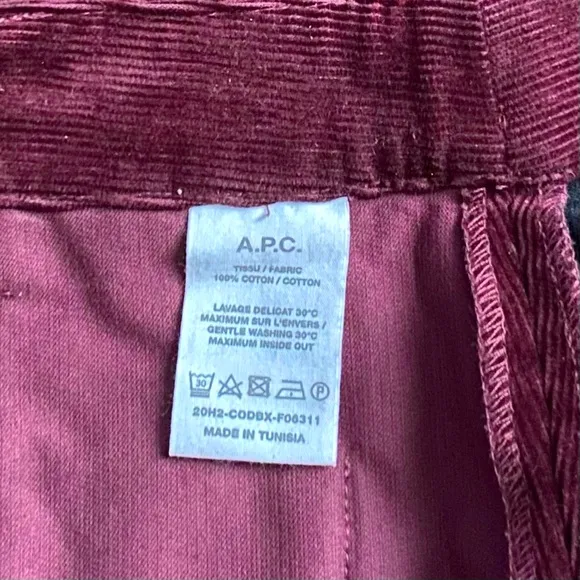 A.P.C.
TISSU / FABRIC
100% COTON / COTTON
LAVAGE DELICAT 30°C
MAXIMUM SUR L'ENVERS /
GENTLE WASHING 30°C
MAXIMUM INSIDE OUT
30 P
20H2-CODBX-F06311
MADE IN TUNISIA